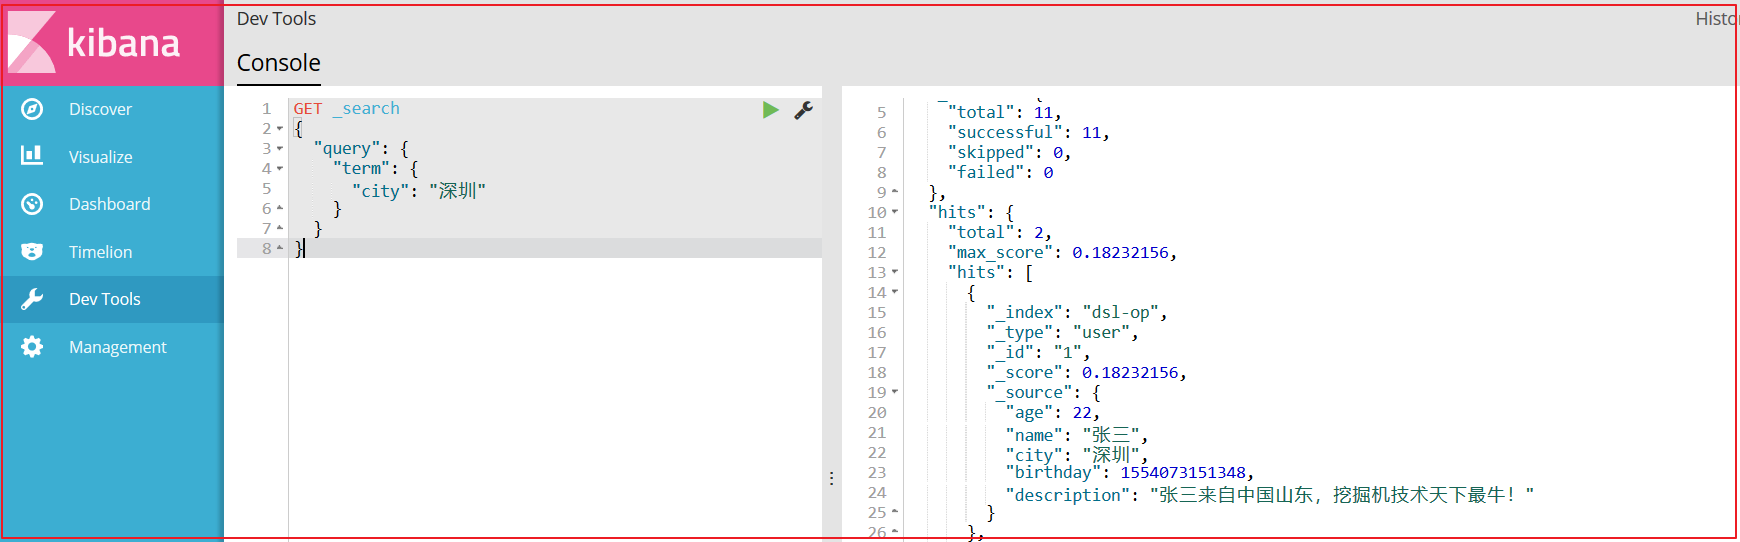 kibana
Discover
Visualize
Dashboard
Timelion
Dev Tools
Management
Dev Tools
Histo
Console
1 GET _search
2 {
3 "query": {
4 "term": {
5 "city": "深圳"
6 }
7 }
8 }
5 "total": 11,
6 "successful": 11,
7 "skipped": 0,
8 "failed": 0
9 },
10 "hits": {
11 "total": 2,
12 "max_score": 0.18232156,
13 "hits": [
14 {
15 "_index": "dsl-op",
16 "_type": "user",
17 "_id": "1",
18 "_score": 0.18232156,
19 "_source": {
20 "age": 22,
21 "name": "张三",
22 "city": "深圳",
23 "birthday": 1554073151348,
24 "description": "张三来自中国山东，挖掘机技术天下最牛！"
25 }
26 },